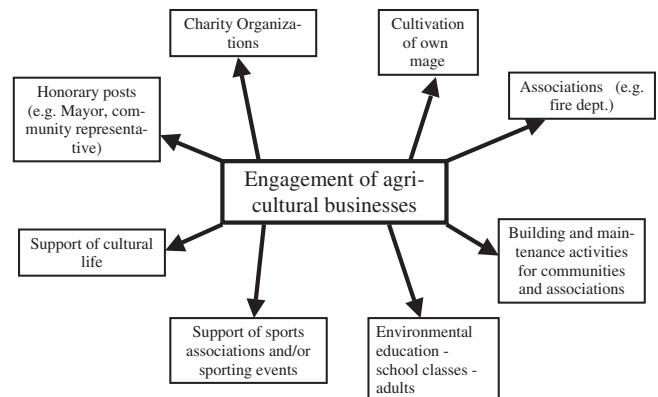 Charity Organiza-
tions
Cultivation
of own
mage
Honorary posts
(e.g. Mayor, com-
munity representa-
tive)
Associations (e.g.
fire dept.)
Engagement of agri-
cultural businesses
Support of cultural
life
Building and main-
tenance activities
for communities
and associations
Support of sports
associations and/or
sporting events
Environmental
education -
school classes -
adults